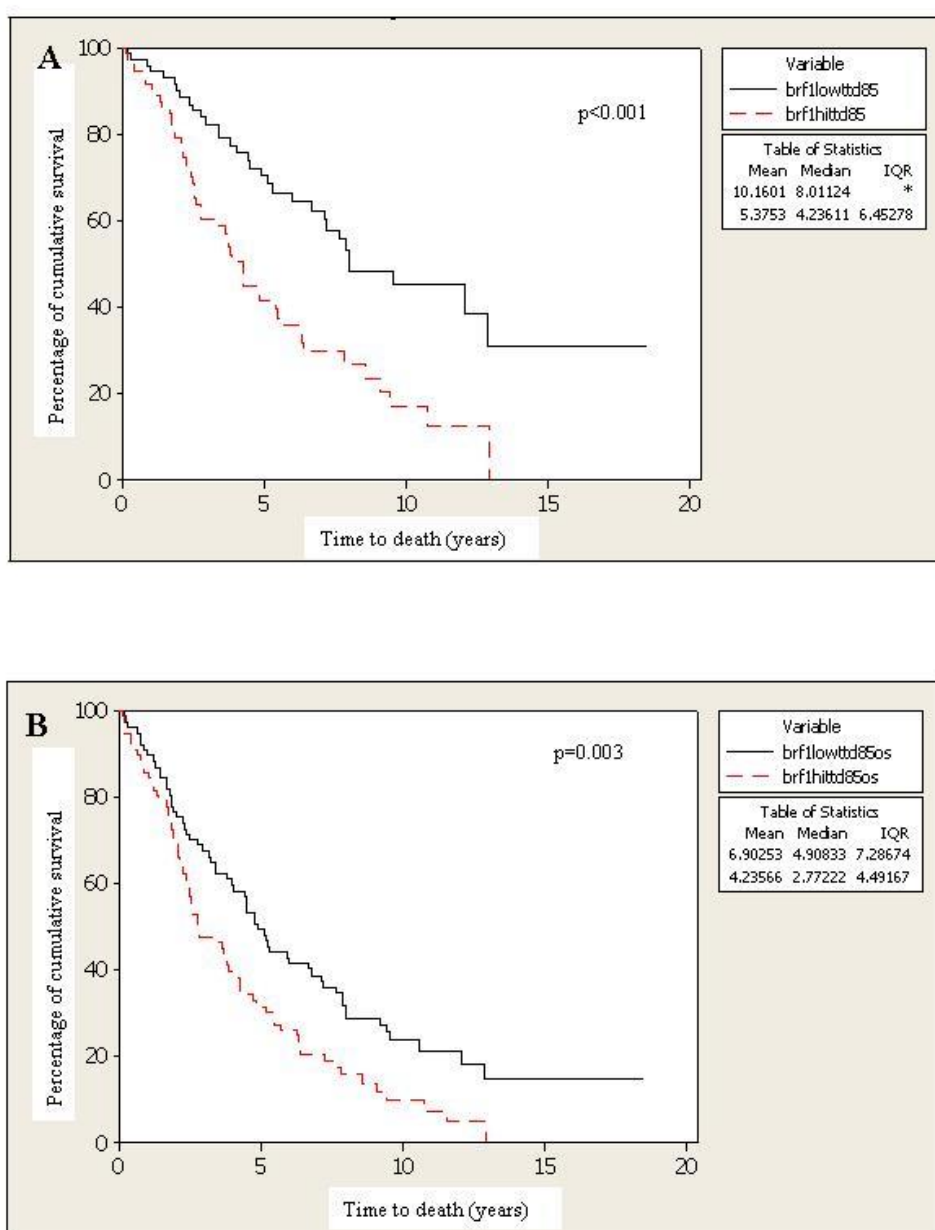 A
100
80
60
40
20
0
Percentage of cumulative survival
p<0.001
0 5 10 15 20
Time to death (years)
Variable
brf1lowttd85
brf1hittd85
Table of Statistics
Mean Median IQR
10.1601 8.01124 *
5.3753 4.23611 6.45278
B
100
80
60
40
20
0
Percentage of cumulative survival
p=0.003
0 5 10 15 20
Time to death (years)
Variable
brf1lowttd85os
brf1hittd85os
Table of Statistics
Mean Median IQR
6.90253 4.90833 7.28674
4.23566 2.77222 4.49167